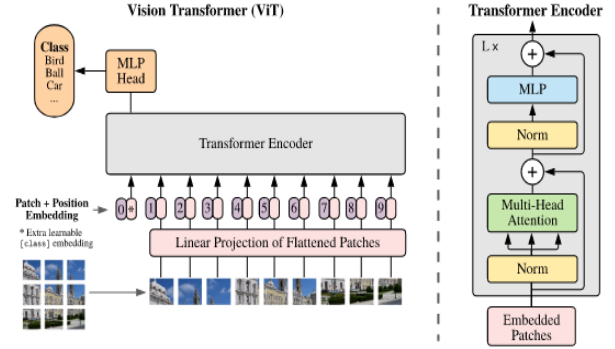 Vision Transformer (ViT)
Class
Bird
Ball
Car
...
MLP
Head
Transformer Encoder
Patch + Position
Embedding
0 * 1 2 3 4 5 6 7 8 9
* Extra learnable
[class] embedding
Linear Projection of Flattened Patches
Transformer Encoder
L x
+
MLP
Norm
+
Multi-Head
Attention
Norm
Embedded
Patches